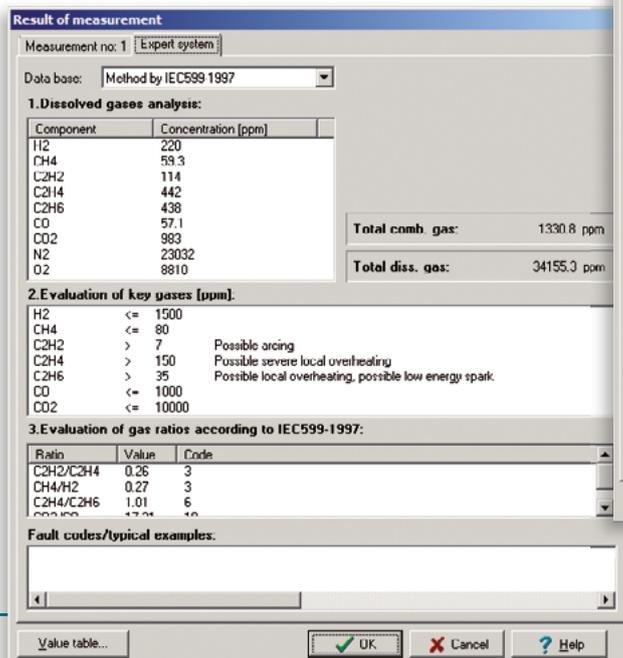 Result of measurement
Measurement no: 1 Expert system
Data base: Method by IEC599-1997
1.Dissolved gases analysis:
Component Concentration [ppm]
H2 220
CH4 59.3
C2H2 114
C2H4 442
C2H6 438
CO 57.1
CO2 983
N2 23032
O2 8810
Total comb. gas: 1330.8 ppm
Total diss. gas: 34155.3 ppm
2.Evaluation of key gases [ppm]:
H2 <= 1500
CH4 <= 80
C2H2 > 7 Possible arcing
C2H4 > 150 Possible severe local overheating
C2H6 > 35 Possible local overheating, possible low energy spark
CO <= 1000
CO2 <= 10000
3.Evaluation of gas ratios according to IEC599-1997:
Ratio Value Code
C2H2/C2H4 0.26 3
CH4/H2 0.27 3
C2H4/C2H6 1.01 6
Fault codes/typical examples:
Value table... OK Cancel Help